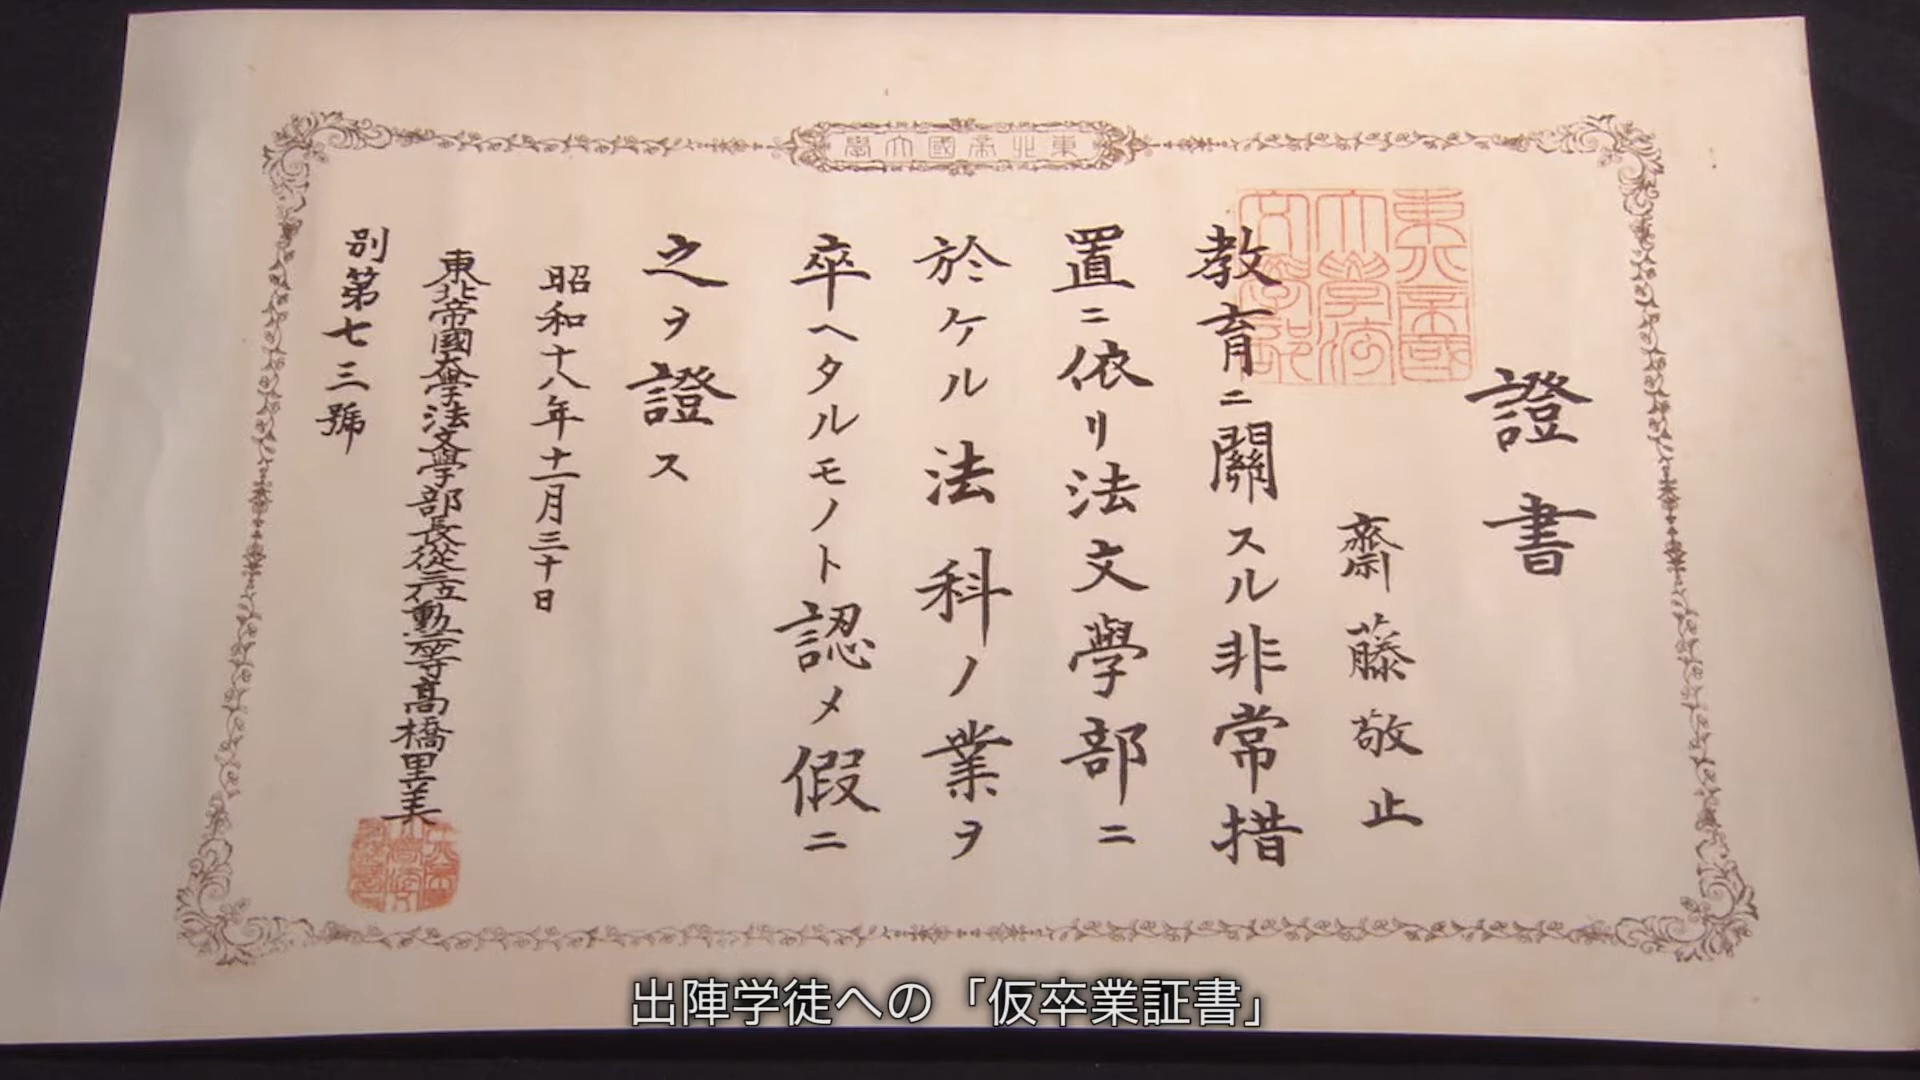 東北帝國大學
證書
齋藤敬止
教育ニ關スル非常措
置ニ依リ法文學部ニ
於ケル法科ノ業ヲ
卒ヘタルモノト認メ假ニ
之ヲ證ス
昭和十八年十一月三十日
東北帝國大學法文學部長從三位勳二等高橋里美
別第七三號
出陣学徒への「仮卒業証書」